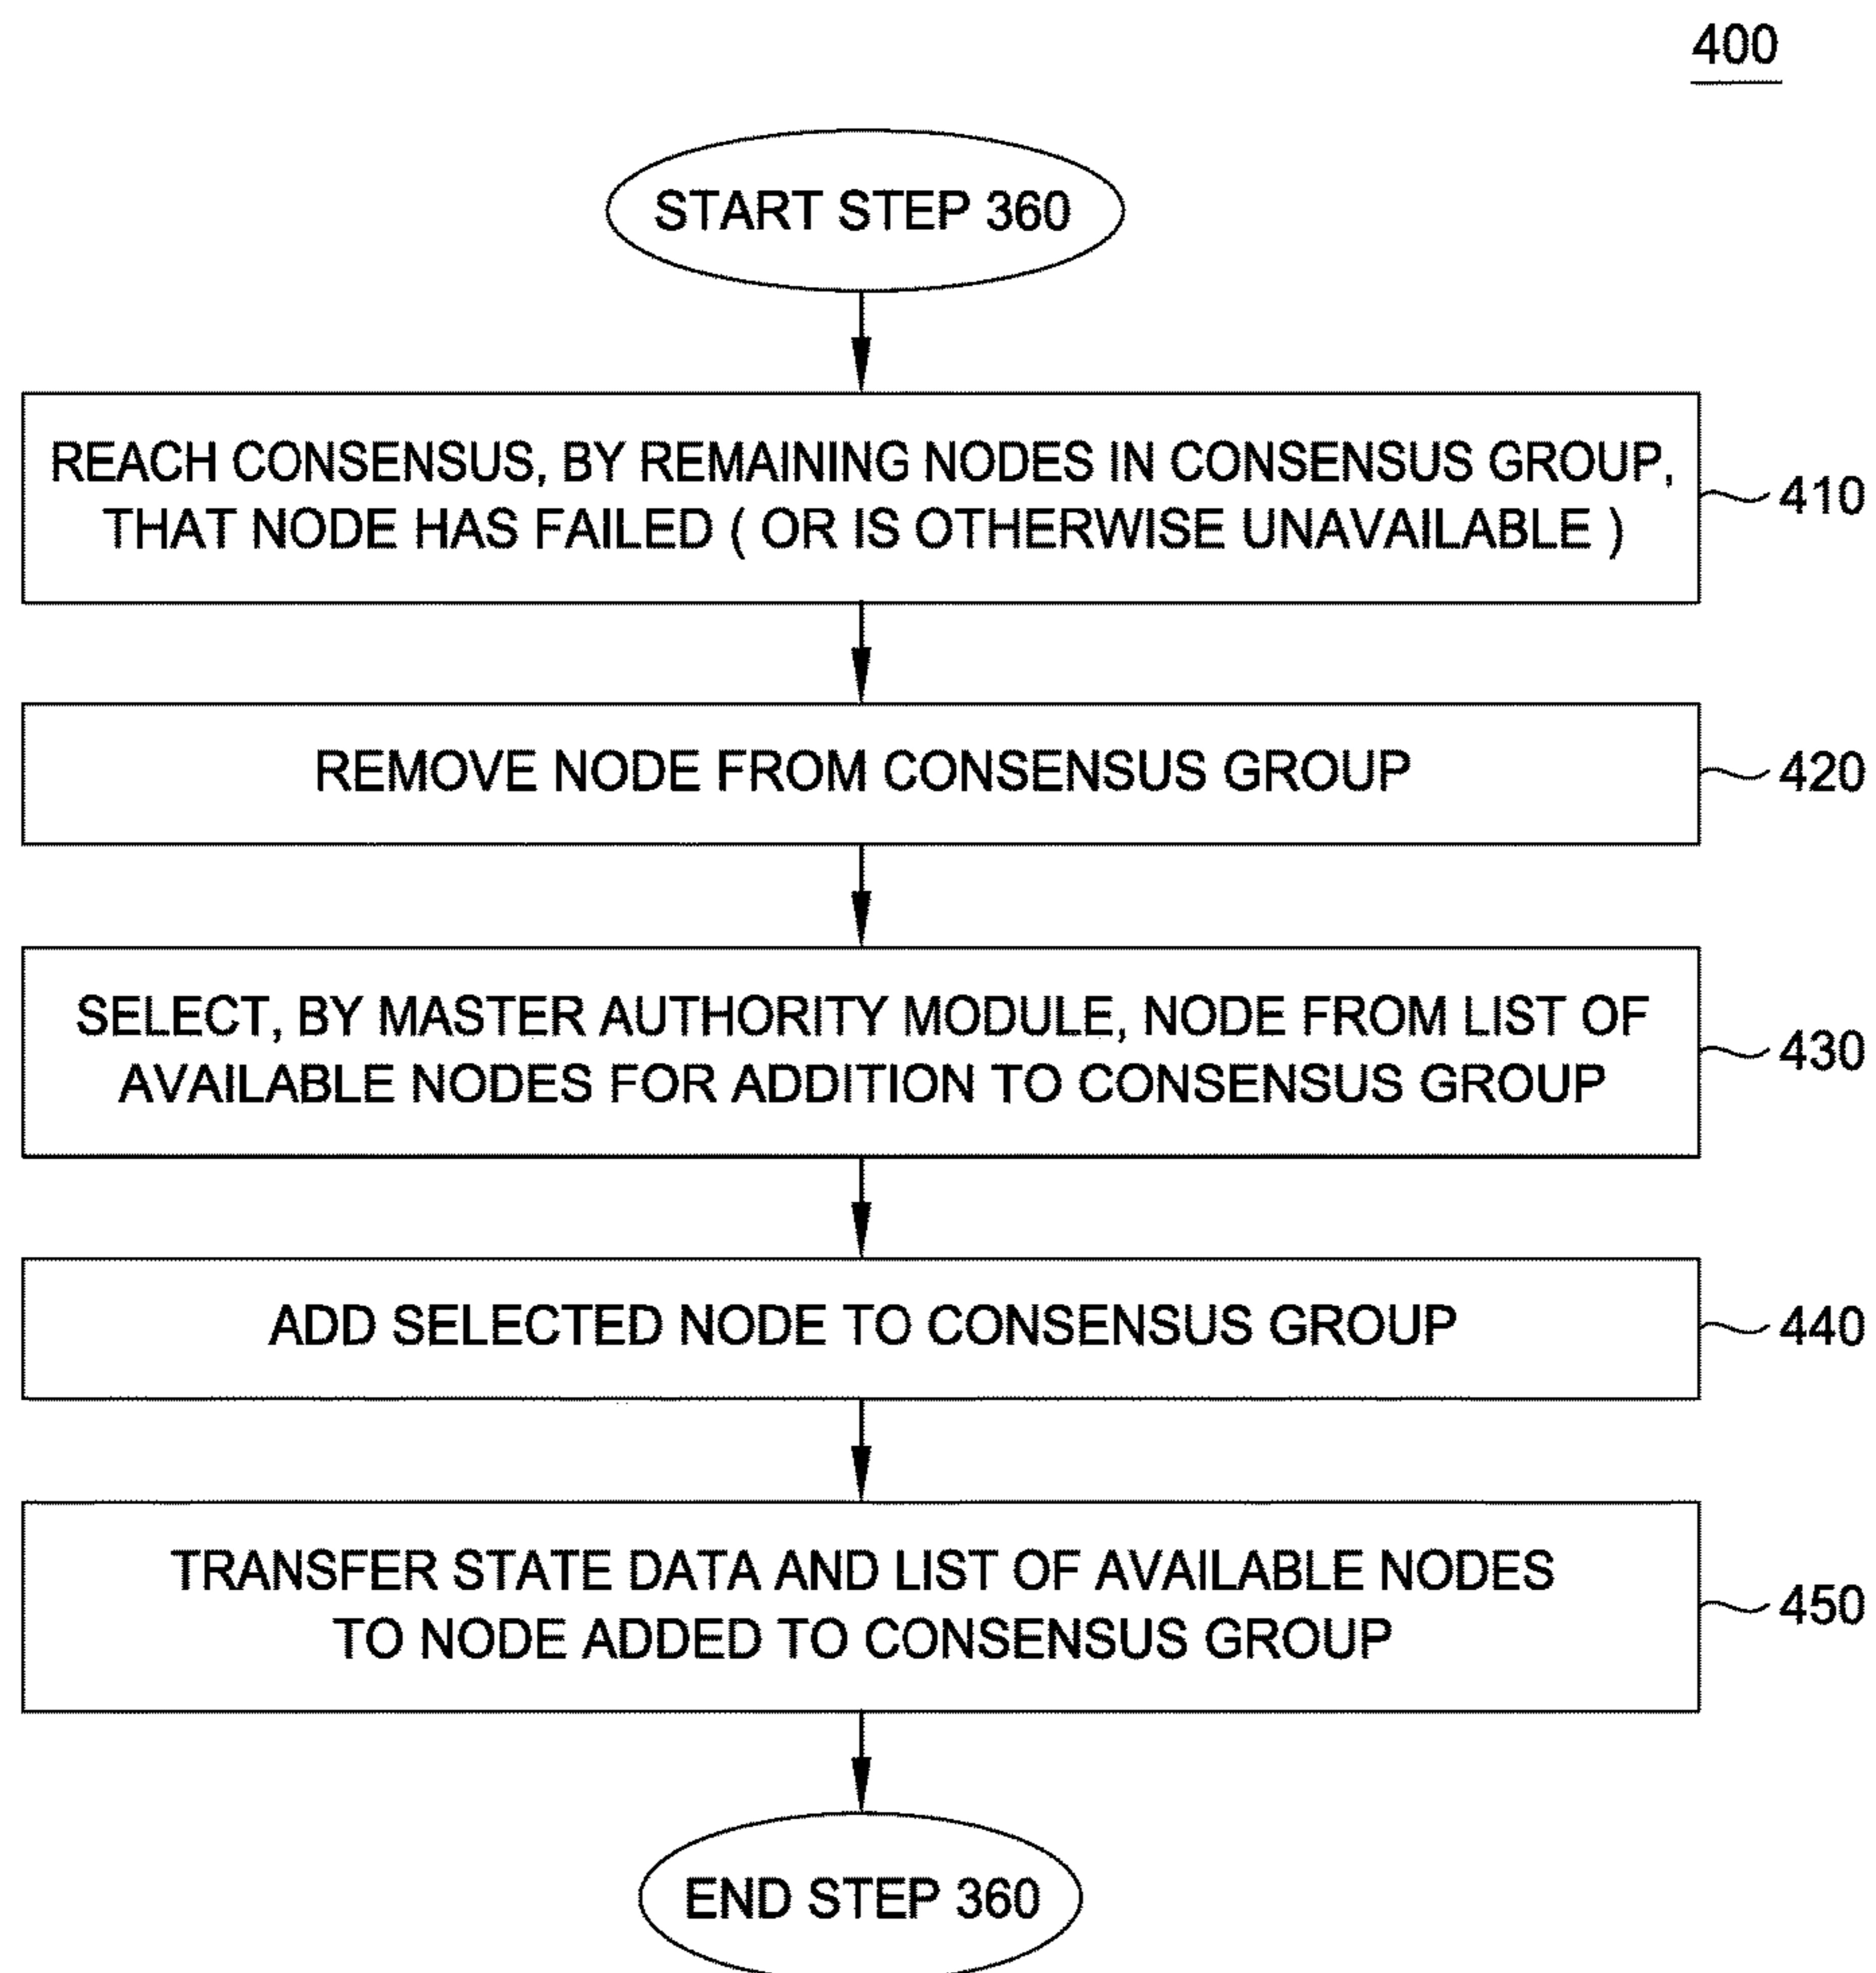 400
START STEP 360
REACH CONSENSUS, BY REMAINING NODES IN CONSENSUS GROUP,
THAT NODE HAS FAILED ( OR IS OTHERWISE UNAVAILABLE )
410
REMOVE NODE FROM CONSENSUS GROUP
420
SELECT, BY MASTER AUTHORITY MODULE, NODE FROM LIST OF
AVAILABLE NODES FOR ADDITION TO CONSENSUS GROUP
430
ADD SELECTED NODE TO CONSENSUS GROUP
440
TRANSFER STATE DATA AND LIST OF AVAILABLE NODES
TO NODE ADDED TO CONSENSUS GROUP
450
END STEP 360